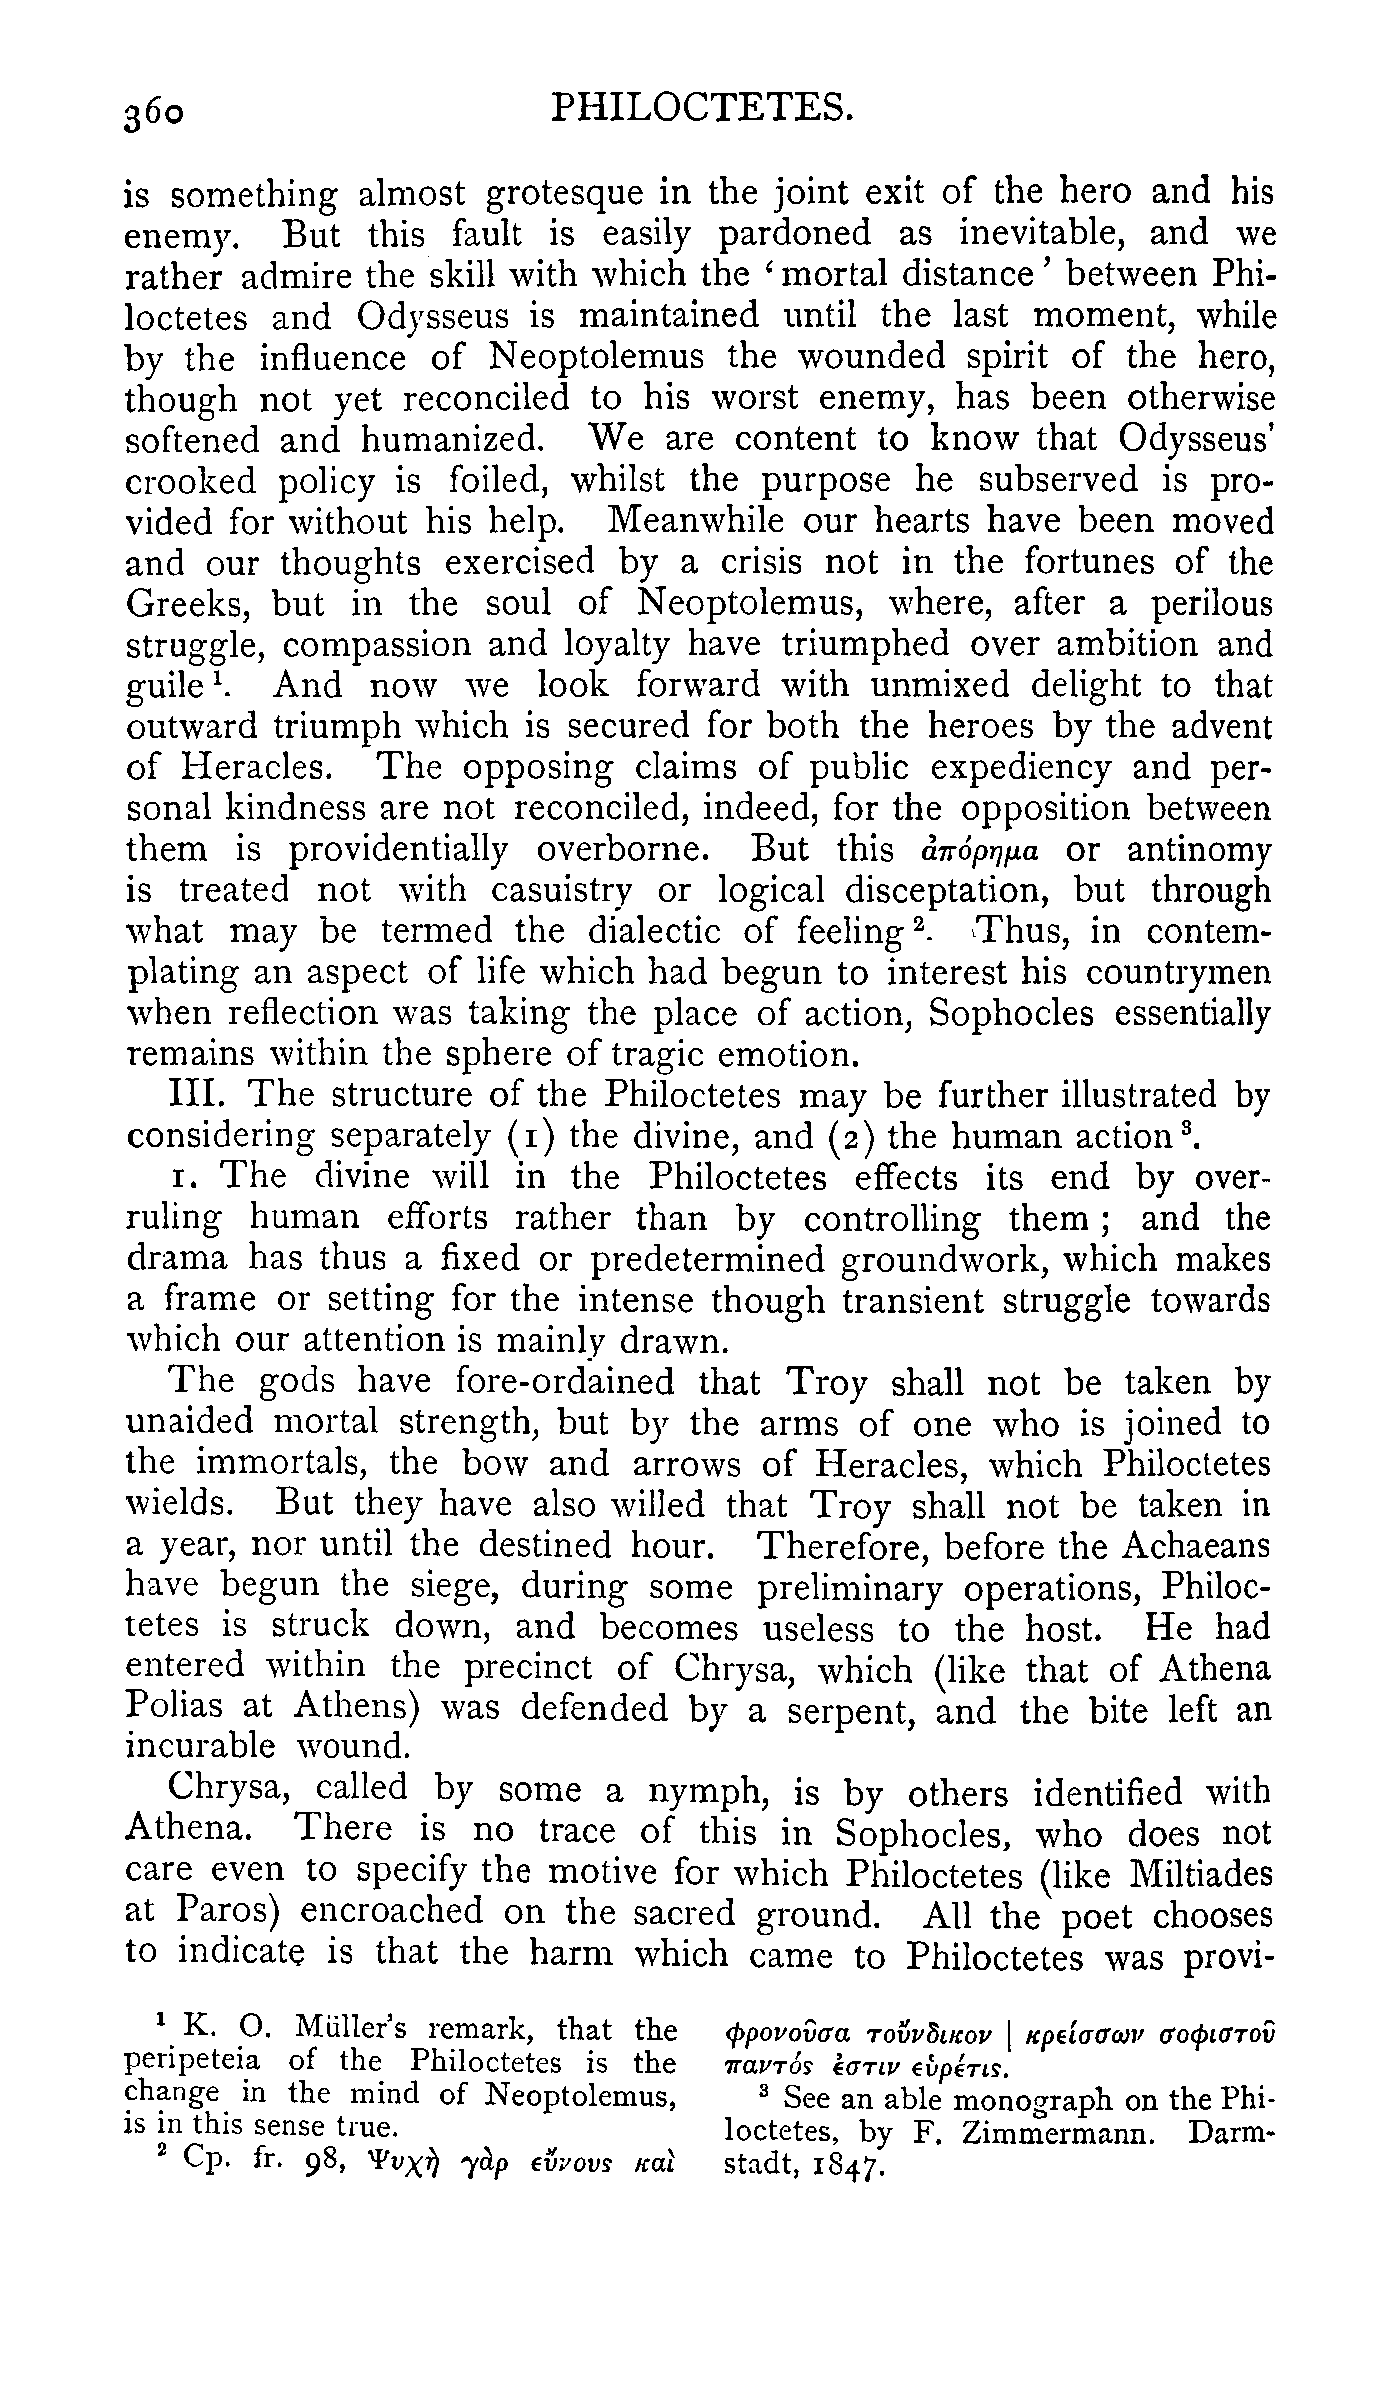 360 PHILOCTETES.
is something almost grotesque in the joint exit of the hero and his
enemy. But this fault is easily pardoned as inevitable, and we
rather admire the skill with which the ‘mortal distance’ between Phi-
loctetes and Odysseus is maintained until the last moment, while
by the influence of Neoptolemus the wounded spirit of the hero,
though not yet reconciled to his worst enemy, has been otherwise
softened and humanized. We are content to know that Odysseus’
crooked policy is foiled, whilst the purpose he subserved is pro-
vided for without his help. Meanwhile our hearts have been moved
and our thoughts exercised by a crisis not in the fortunes of the
Greeks, but in the soul of Neoptolemus, where, after a perilous
struggle, compassion and loyalty have triumphed over ambition and
guile ¹. And now we look forward with unmixed delight to that
outward triumph which is secured for both the heroes by the advent
of Heracles. The opposing claims of public expediency and per-
sonal kindness are not reconciled, indeed, for the opposition between
them is providentially overborne. But this ἀπόρημα or antinomy
is treated not with casuistry or logical disceptation, but through
what may be termed the dialectic of feeling ². Thus, in contem-
plating an aspect of life which had begun to interest his countrymen
when reflection was taking the place of action, Sophocles essentially
remains within the sphere of tragic emotion.
III. The structure of the Philoctetes may be further illustrated by
considering separately (1) the divine, and (2) the human action ³.
1. The divine will in the Philoctetes effects its end by over-
ruling human efforts rather than by controlling them ; and the
drama has thus a fixed or predetermined groundwork, which makes
a frame or setting for the intense though transient struggle towards
which our attention is mainly drawn.
The gods have fore-ordained that Troy shall not be taken by
unaided mortal strength, but by the arms of one who is joined to
the immortals, the bow and arrows of Heracles, which Philoctetes
wields. But they have also willed that Troy shall not be taken in
a year, nor until the destined hour. Therefore, before the Achaeans
have begun the siege, during some preliminary operations, Philoc-
tetes is struck down, and becomes useless to the host. He had
entered within the precinct of Chrysa, which (like that of Athena
Polias at Athens) was defended by a serpent, and the bite left an
incurable wound.
Chrysa, called by some a nymph, is by others identified with
Athena. There is no trace of this in Sophocles, who does not
care even to specify the motive for which Philoctetes (like Miltiades
at Paros) encroached on the sacred ground. All the poet chooses
to indicate is that the harm which came to Philoctetes was provi-
¹ K. O. Müller’s remark, that the
peripeteia of the Philoctetes is the
change in the mind of Neoptolemus,
is in this sense true.
² Cp. fr. 98, Ψυχὴ γὰρ εὔνους καὶ
φρονοῦσα τοὔνδικον | κρείσσων σοφιστοῦ
παντός ἐστιν εὑρέτις.
³ See an able monograph on the Phi-
loctetes, by F. Zimmermann. Darm-
stadt, 1847.